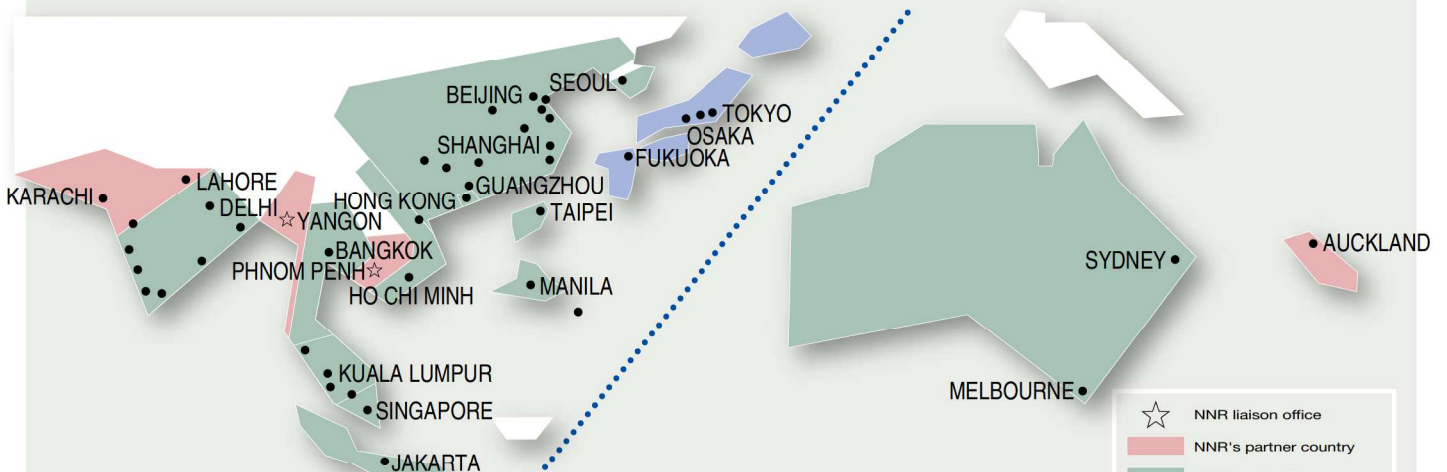 SEOUL
BEIJING
TOKYO
OSAKA
SHANGHAI
FUKUOKA
LAHORE
KARACHI
GUANGZHOU
DELHI
HONG KONG
TAIPEI
YANGON
AUCKLAND
BANGKOK
SYDNEY
PHNOM PENH
MANILA
HO CHI MINH
KUALA LUMPUR
MELBOURNE
SINGAPORE
NNR liaison office
NNR's partner country
JAKARTA